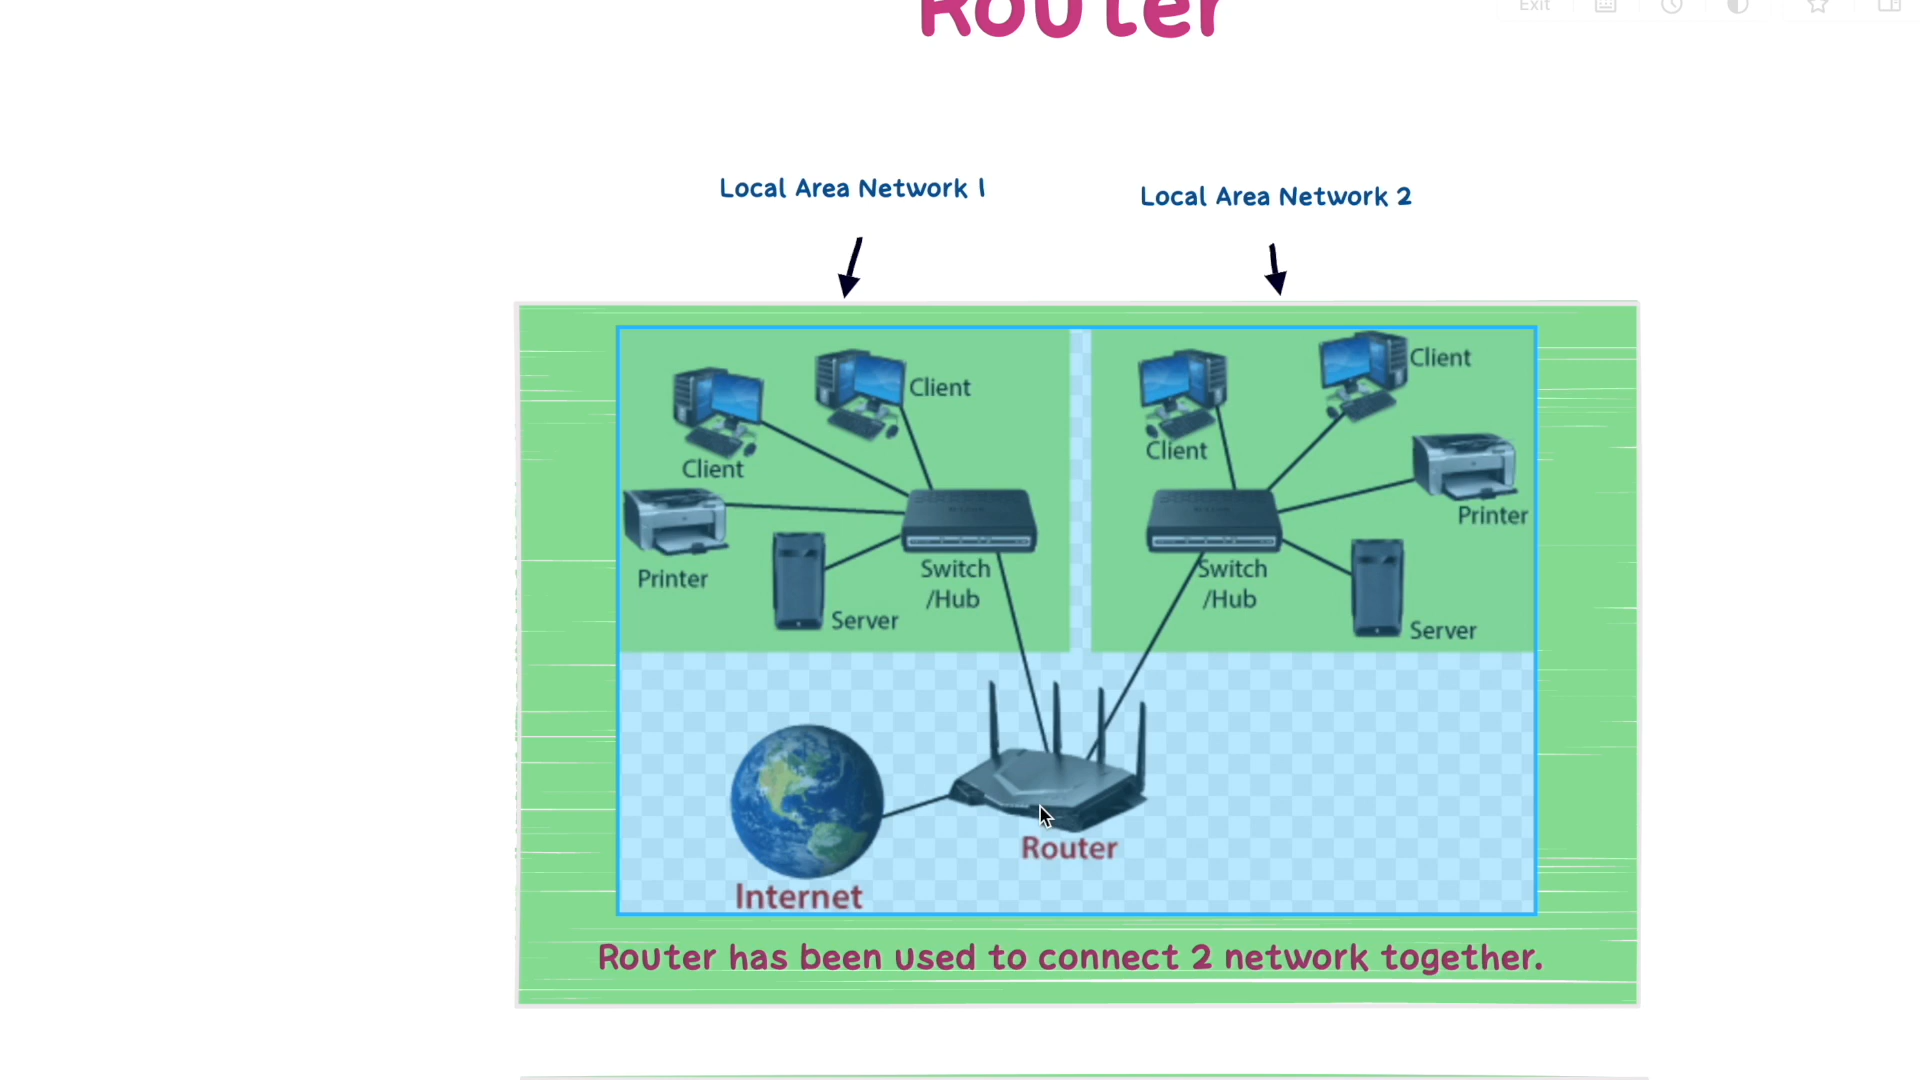 Router
Exit
Local Area Network 1
Local Area Network 2
Client
Client
Client
Client
Printer
Printer
Switch
/Hub
Switch
/Hub
Server
Server
Router
Internet
Router has been used to connect 2 network together.